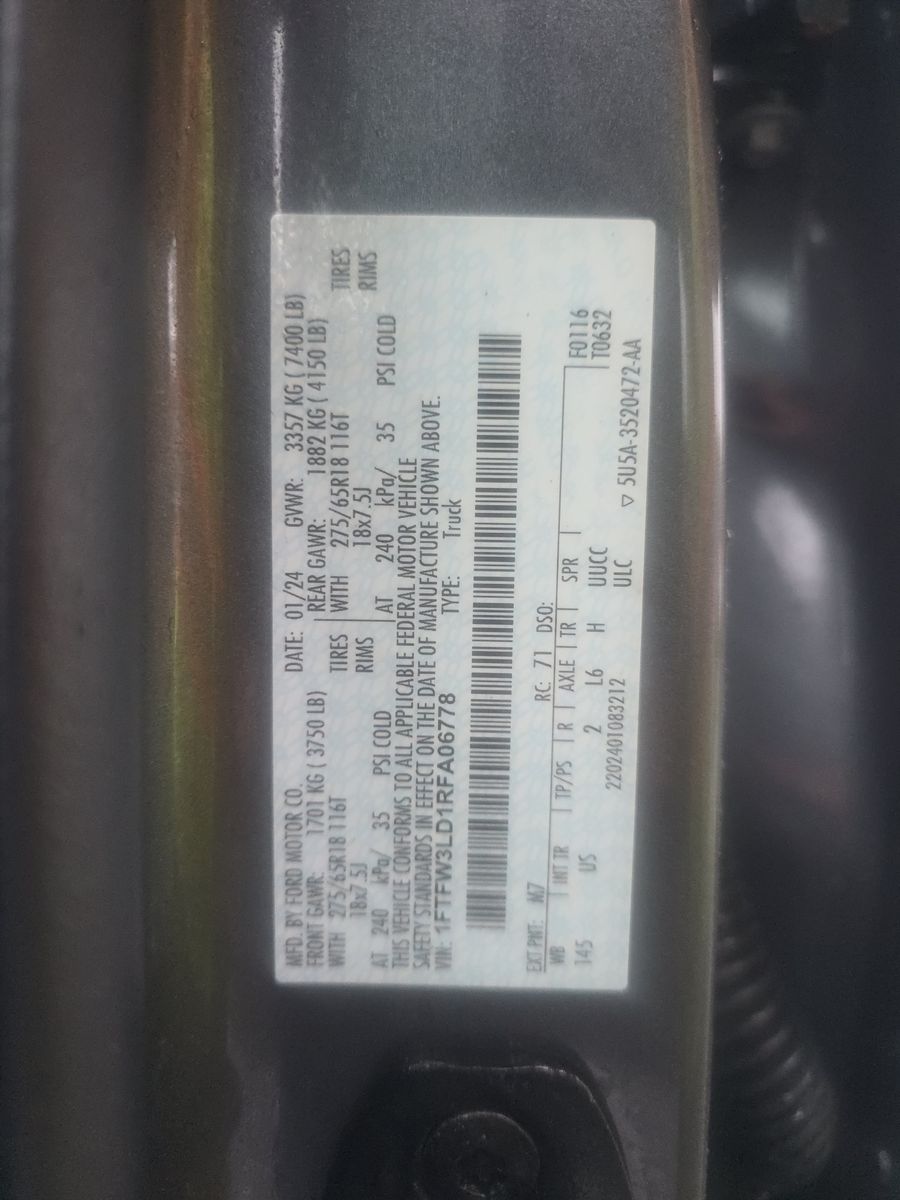 MFD. BY FORD MOTOR CO. DATE: 01/24 GVWR: 3357 KG ( 7400 LB)
FRONT GAWR: 1701 KG ( 3750 LB) REAR GAWR: 1882 KG ( 4150 LB)
WITH 275/65R18 116T TIRES WITH 275/65R18 116T TIRES
18x7.5J RIMS 18x7.5J RIMS
AT 240 kPa/ 35 PSI COLD AT 240 kPa/ 35 PSI COLD
THIS VEHICLE CONFORMS TO ALL APPLICABLE FEDERAL MOTOR VEHICLE
SAFETY STANDARDS IN EFFECT ON THE DATE OF MANUFACTURE SHOWN ABOVE.
VIN: 1FTFW3LD1RFA06778 TYPE: Truck
EXT PNT: M7 RC: 71 DSO: F0116
WB INT TR TP/PS R AXLE TR SPR T0632
145 US 2 L6 H UUCC
2202401083212 ULC ▽ 5U5A-3520472-AA